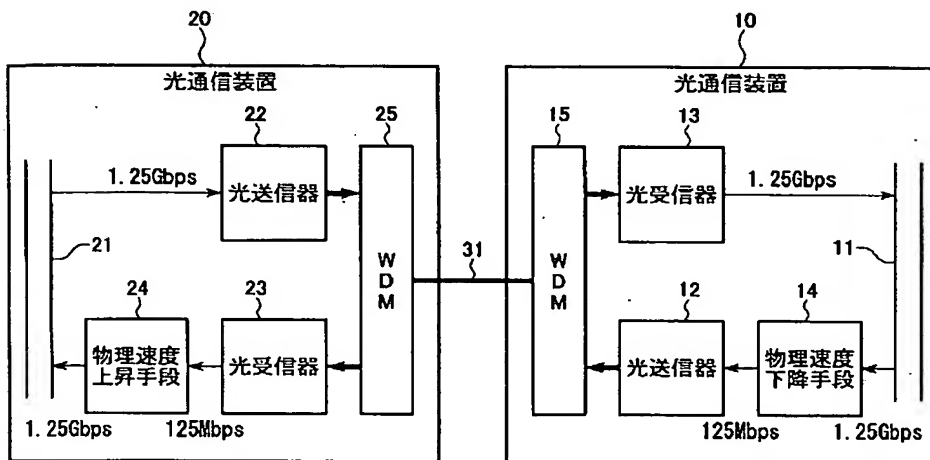 20
10
光通信装置
光通信装置
22
25
15
13
1.25Gbps
光送信器
光受信器
1.25Gbps
21
WDM
31
WDM
11
24
23
12
14
物理速度
上昇手段
光受信器
光送信器
物理速度
下降手段
1.25Gbps
125Mbps
125Mbps
1.25Gbps